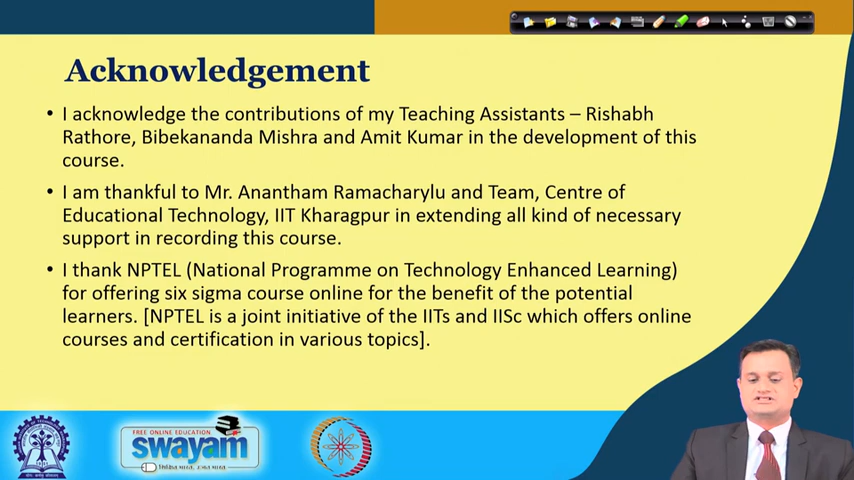 Acknowledgement
• I acknowledge the contributions of my Teaching Assistants – Rishabh
Rathore, Bibekananda Mishra and Amit Kumar in the development of this
course.
• I am thankful to Mr. Anantham Ramacharylu and Team, Centre of
Educational Technology, IIT Kharagpur in extending all kind of necessary
support in recording this course.
• I thank NPTEL (National Programme on Technology Enhanced Learning)
for offering six sigma course online for the benefit of the potential
learners. [NPTEL is a joint initiative of the IITs and IISc which offers online
courses and certification in various topics].
FREE ONLINE EDUCATION
swayam